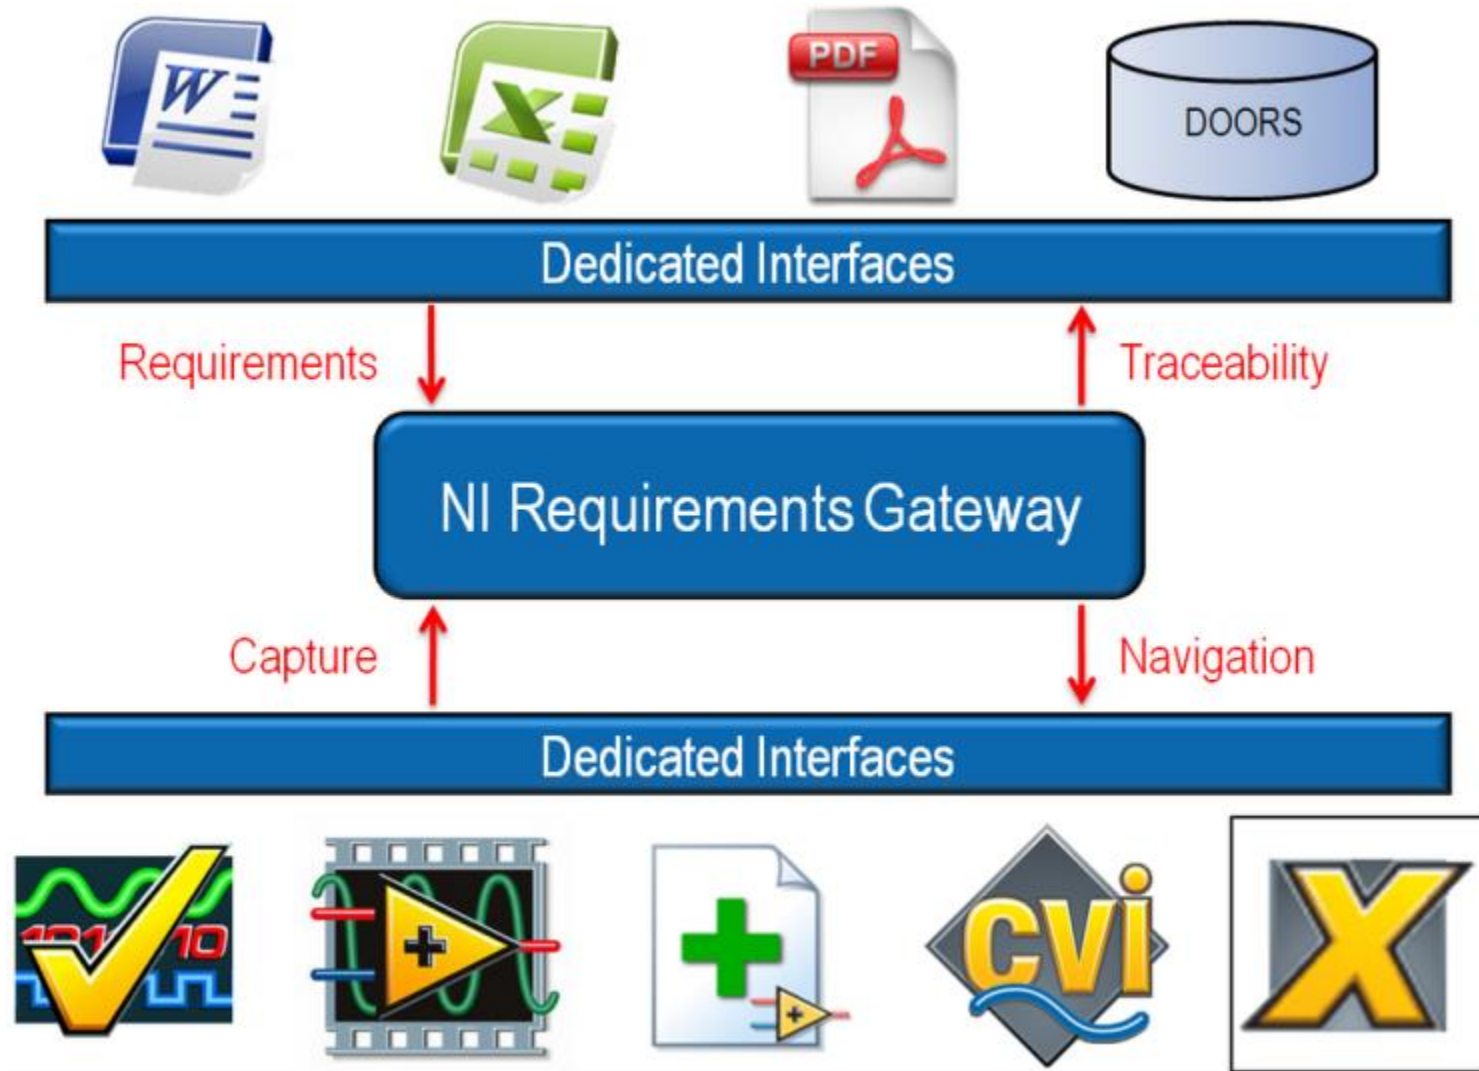 W
X
PDF
DOORS
Dedicated Interfaces
Requirements
Traceability
NI Requirements Gateway
Capture
Navigation
Dedicated Interfaces
CVi
X